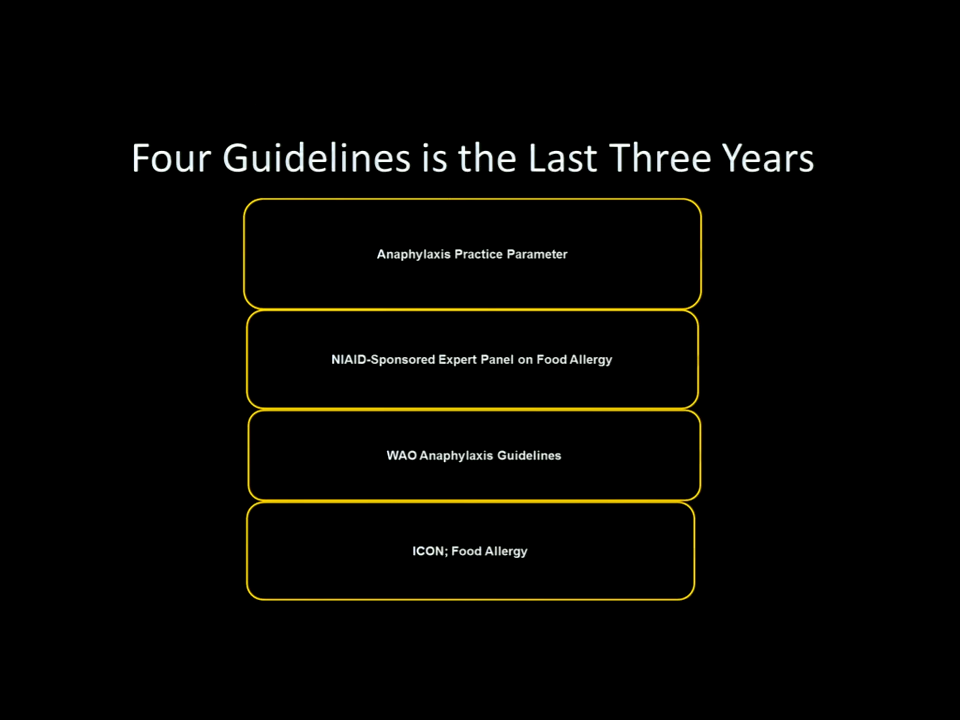 Four Guidelines is the Last Three Years
Anaphylaxis Practice Parameter
NIAID-Sponsored Expert Panel on Food Allergy
WAO Anaphylaxis Guidelines
ICON; Food Allergy